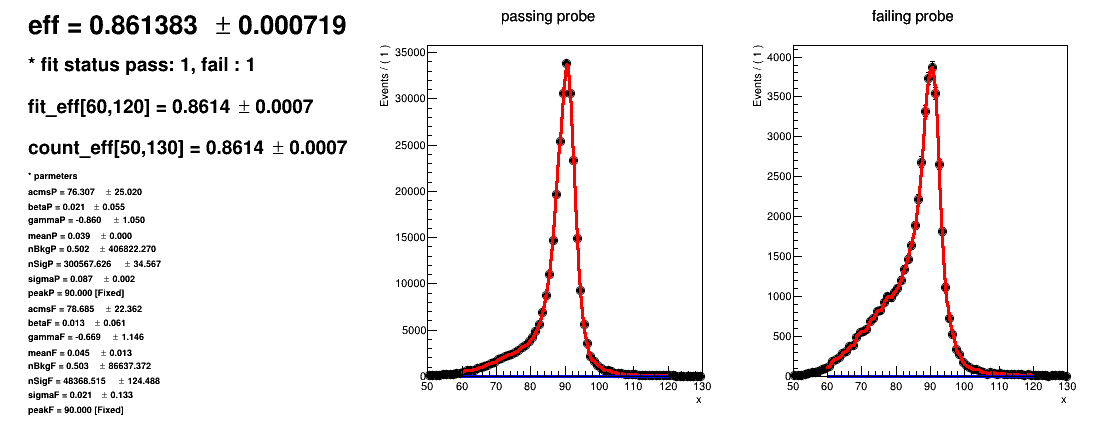 eff = 0.861383 ± 0.000719
* fit status pass: 1, fail : 1
fit_eff[60,120] = 0.8614 ± 0.0007
count_eff[50,130] = 0.8614 ± 0.0007
* parmeters
acmsP = 76.307 ± 25.020
betaP = 0.021 ± 0.055
gammaP = -0.860 ± 1.050
meanP = 0.039 ± 0.000
nBkgP = 0.502 ± 406822.270
nSigP = 300567.626 ± 34.567
sigmaP = 0.087 ± 0.002
peakP = 90.000 [Fixed]
acmsF = 78.685 ± 22.362
betaF = 0.013 ± 0.061
gammaF = -0.669 ± 1.146
meanF = 0.045 ± 0.013
nBkgF = 0.503 ± 86637.372
nSigF = 48368.515 ± 124.488
sigmaF = 0.021 ± 0.133
peakF = 90.000 [Fixed]
passing probe
Events / ( 1 )
35000
30000
25000
20000
15000
10000
5000
0
50 60 70 80 90 100 110 120 130
x
failing probe
Events / ( 1 )
4000
3500
3000
2500
2000
1500
1000
500
0
50 60 70 80 90 100 110 120 130
x